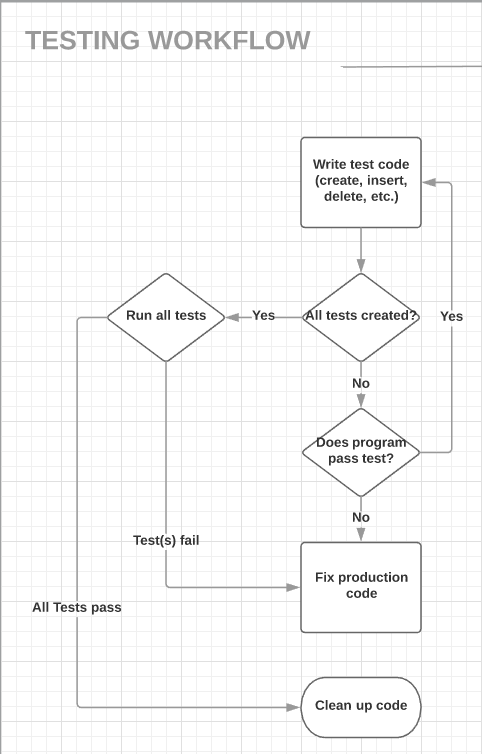 TESTING WORKFLOW
Write test code
(create, insert,
delete, etc.)
Run all tests
Yes
All tests created?
Yes
No
Does program
pass test?
No
Test(s) fail
Fix production
code
All Tests pass
Clean up code